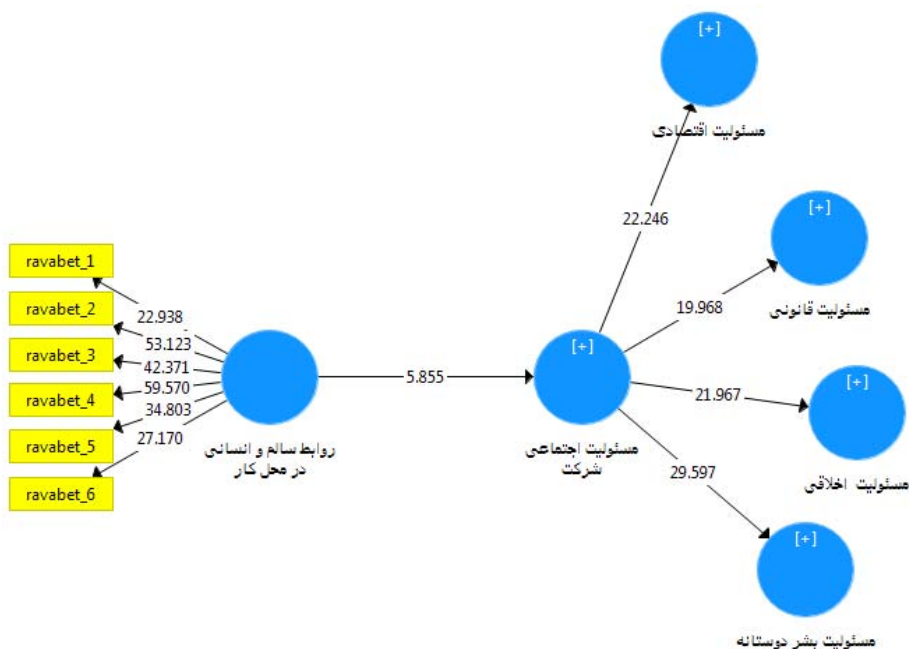 [+]
مسئولیت اقتصادی
22.246
[+]
مسئولیت قانونی
19.968
ravabet_1
ravabet_2
ravabet_3
ravabet_4
ravabet_5
ravabet_6
22.938
53.123
42.371
59.570
34.803
27.170
روابط سالم و انسانی
در محل کار
5.855
[+]
مسئولیت اجتماعی
شرکت
21.967
[+]
مسئولیت اخلاقی
29.597
[+]
مسئولیت بشر دوستانه